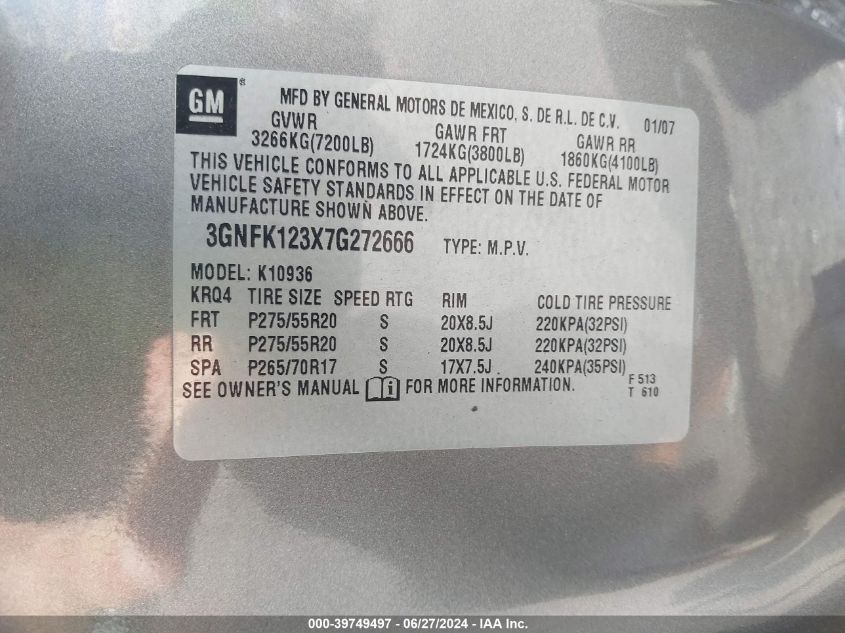 GM ®
MFD BY GENERAL MOTORS DE MEXICO, S. DE R.L. DE C.V. 01/07
GVWR GAWR FRT GAWR RR
3266KG(7200LB) 1724KG(3800LB) 1860KG(4100LB)
THIS VEHICLE CONFORMS TO ALL APPLICABLE U.S. FEDERAL MOTOR
VEHICLE SAFETY STANDARDS IN EFFECT ON THE DATE OF
MANUFACTURE SHOWN ABOVE.
3GNFK123X7G272666 TYPE: M.P.V.
MODEL: K10936
KRQ4 TIRE SIZE SPEED RTG RIM COLD TIRE PRESSURE
FRT P275/55R20 S 20X8.5J 220KPA(32PSI)
RR P275/55R20 S 20X8.5J 220KPA(32PSI)
SPA P265/70R17 S 17X7.5J 240KPA(35PSI)
SEE OWNER'S MANUAL i FOR MORE INFORMATION. F 513
T 610
000-39749497 - 06/27/2024 - IAA Inc.